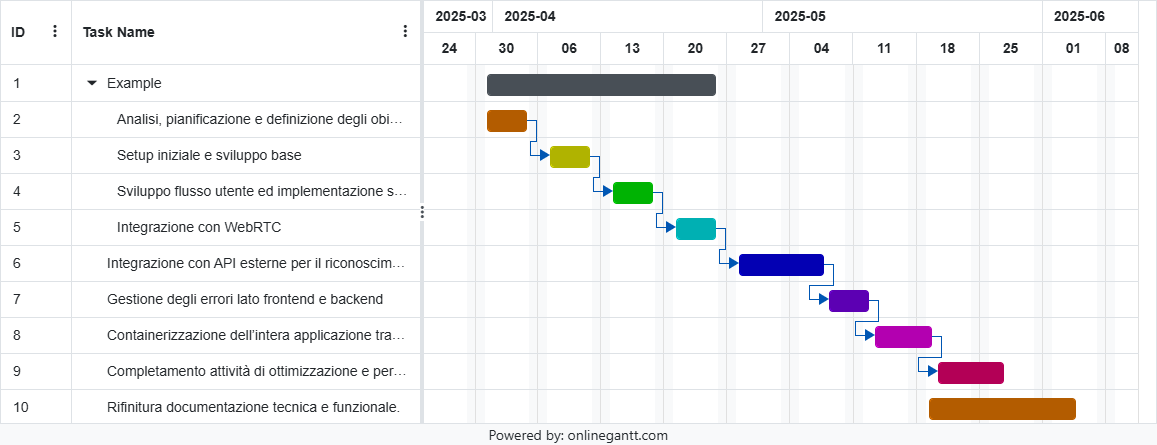 ID Task Name 2025-03 2025-04 2025-05 2025-06
24 30 06 13 20 27 04 11 18 25 01 08
1 Example
2 Analisi, pianificazione e definizione degli obi...
3 Setup iniziale e sviluppo base
4 Sviluppo flusso utente ed implementazione s...
5 Integrazione con WebRTC
6 Integrazione con API esterne per il riconoscim...
7 Gestione degli errori lato frontend e backend
8 Containerizzazione dell'intera applicazione tra...
9 Completamento attività di ottimizzazione e per...
10 Rifinitura documentazione tecnica e funzionale.
Powered by: onlinegantt.com